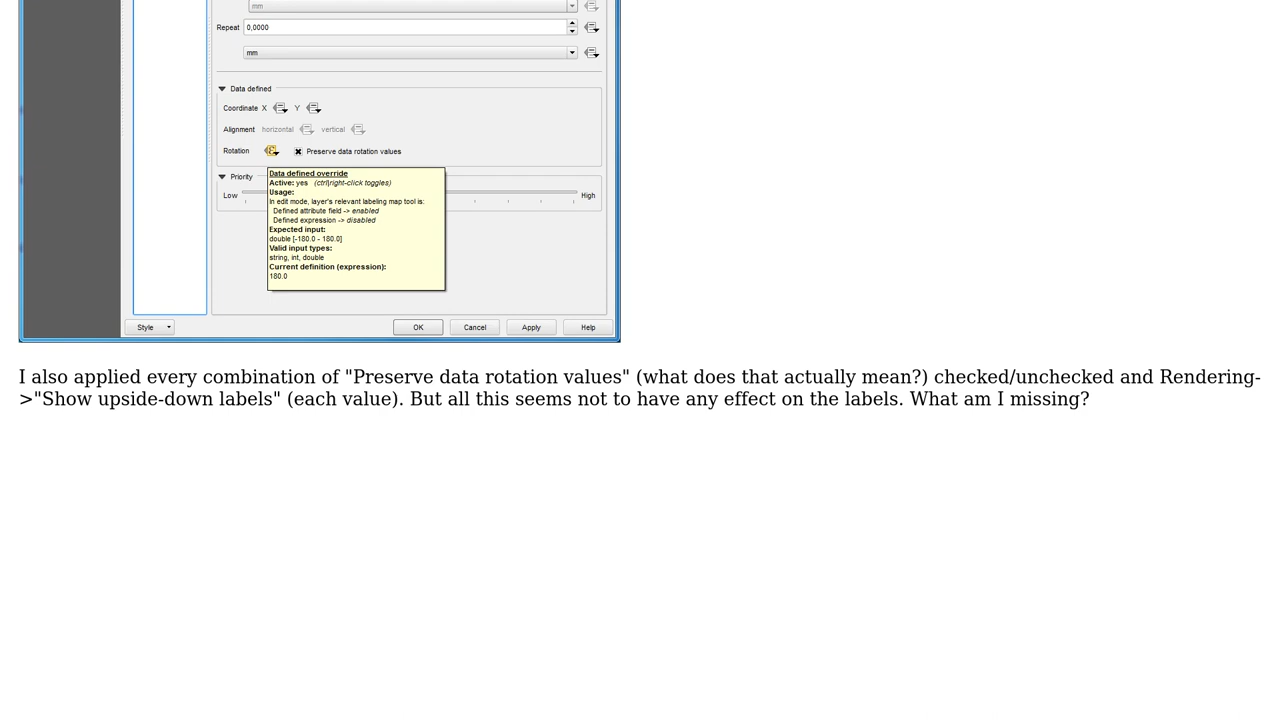 mm
Repeat 0,0000
mm
Data defined
Coordinate X Y
Alignment horizontal vertical
Rotation Preserve data rotation values
Priority
Low High
Data defined override
Active: yes (ctrl|right-click toggles)
Usage:
In edit mode, layer's relevant labeling map tool is:
Defined attribute field -> enabled
Defined expression -> disabled
Expected input:
double [-180.0 - 180.0]
Valid input types:
string, int, double
Current definition (expression):
180.0
Style OK Cancel Apply Help
I also applied every combination of "Preserve data rotation values" (what does that actually mean?) checked/unchecked and Rendering-
>"Show upside-down labels" (each value). But all this seems not to have any effect on the labels. What am I missing?